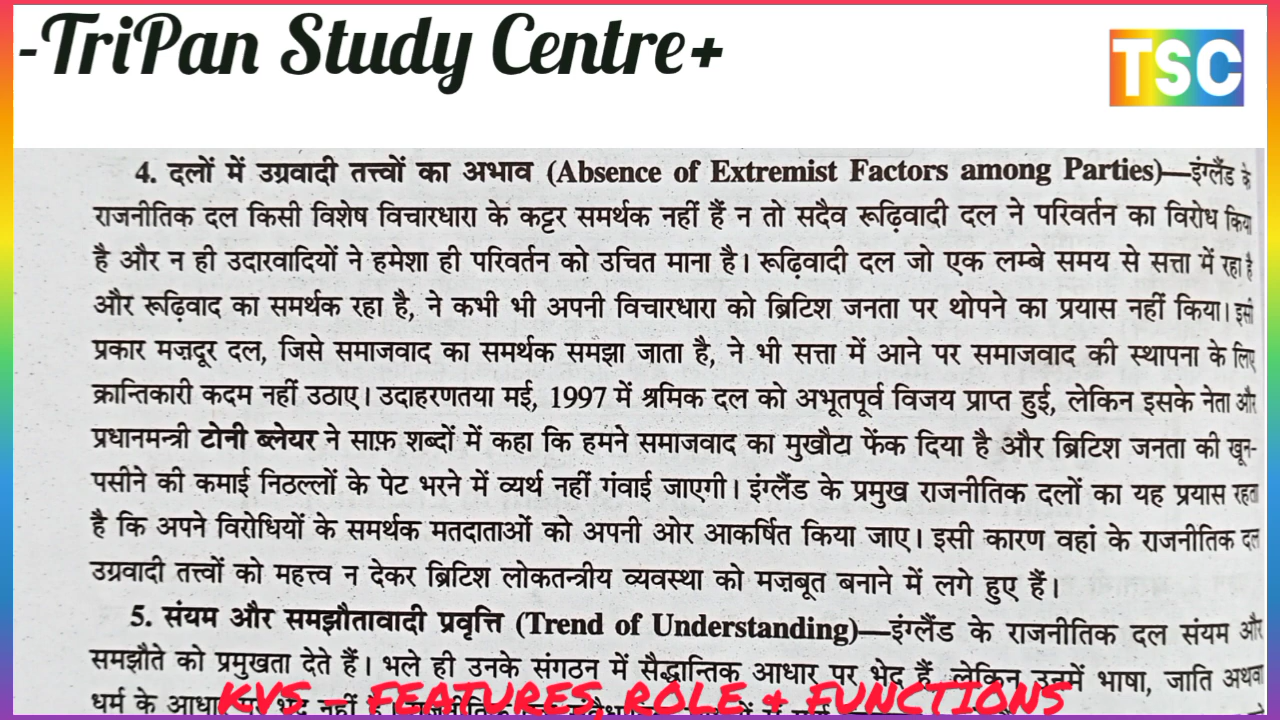 -TriPan Study Centre+
TSC
4. दलों में उग्रवादी तत्त्वों का अभाव (Absence of Extremist Factors among Parties)—इंग्लैंड के
राजनीतिक दल किसी विशेष विचारधारा के कट्टर समर्थक नहीं हैं न तो सदैव रूढ़िवादी दल ने परिवर्तन का विरोध किया
है और न ही उदारवादियों ने हमेशा ही परिवर्तन को उचित माना है। रूढ़िवादी दल जो एक लम्बे समय से सत्ता में रहा है
और रूढ़िवाद का समर्थक रहा है, ने कभी भी अपनी विचारधारा को ब्रिटिश जनता पर थोपने का प्रयास नहीं किया। इसी
प्रकार मज़दूर दल, जिसे समाजवाद का समर्थक समझा जाता है, ने भी सत्ता में आने पर समाजवाद की स्थापना के लिए
क्रान्तिकारी कदम नहीं उठाए। उदाहरणतया मई, 1997 में श्रमिक दल को अभूतपूर्व विजय प्राप्त हुई, लेकिन इसके नेता और
प्रधानमन्त्री टोनी ब्लेयर ने साफ़ शब्दों में कहा कि हमने समाजवाद का मुखौटा फेंक दिया है और ब्रिटिश जनता की खून-
पसीने की कमाई निठल्लों के पेट भरने में व्यर्थ नहीं गंवाई जाएगी। इंग्लैंड के प्रमुख राजनीतिक दलों का यह प्रयास रहता
है कि अपने विरोधियों के समर्थक मतदाताओं को अपनी ओर आकर्षित किया जाए। इसी कारण वहां के राजनीतिक दल
उग्रवादी तत्त्वों को महत्त्व न देकर ब्रिटिश लोकतन्त्रीय व्यवस्था को मज़बूत बनाने में लगे हुए हैं।
5. संयम और समझौतावादी प्रवृत्ति (Trend of Understanding)—इंग्लैंड के राजनीतिक दल संयम और
समझौते को प्रमुखता देते हैं। भले ही उनके संगठन में सैद्धान्तिक आधार पर भेद हैं, लेकिन उनमें भाषा, जाति अथवा
धर्म के आधार पर भेद नहीं
KVS - FEATURES, ROLE & FUNCTIONS